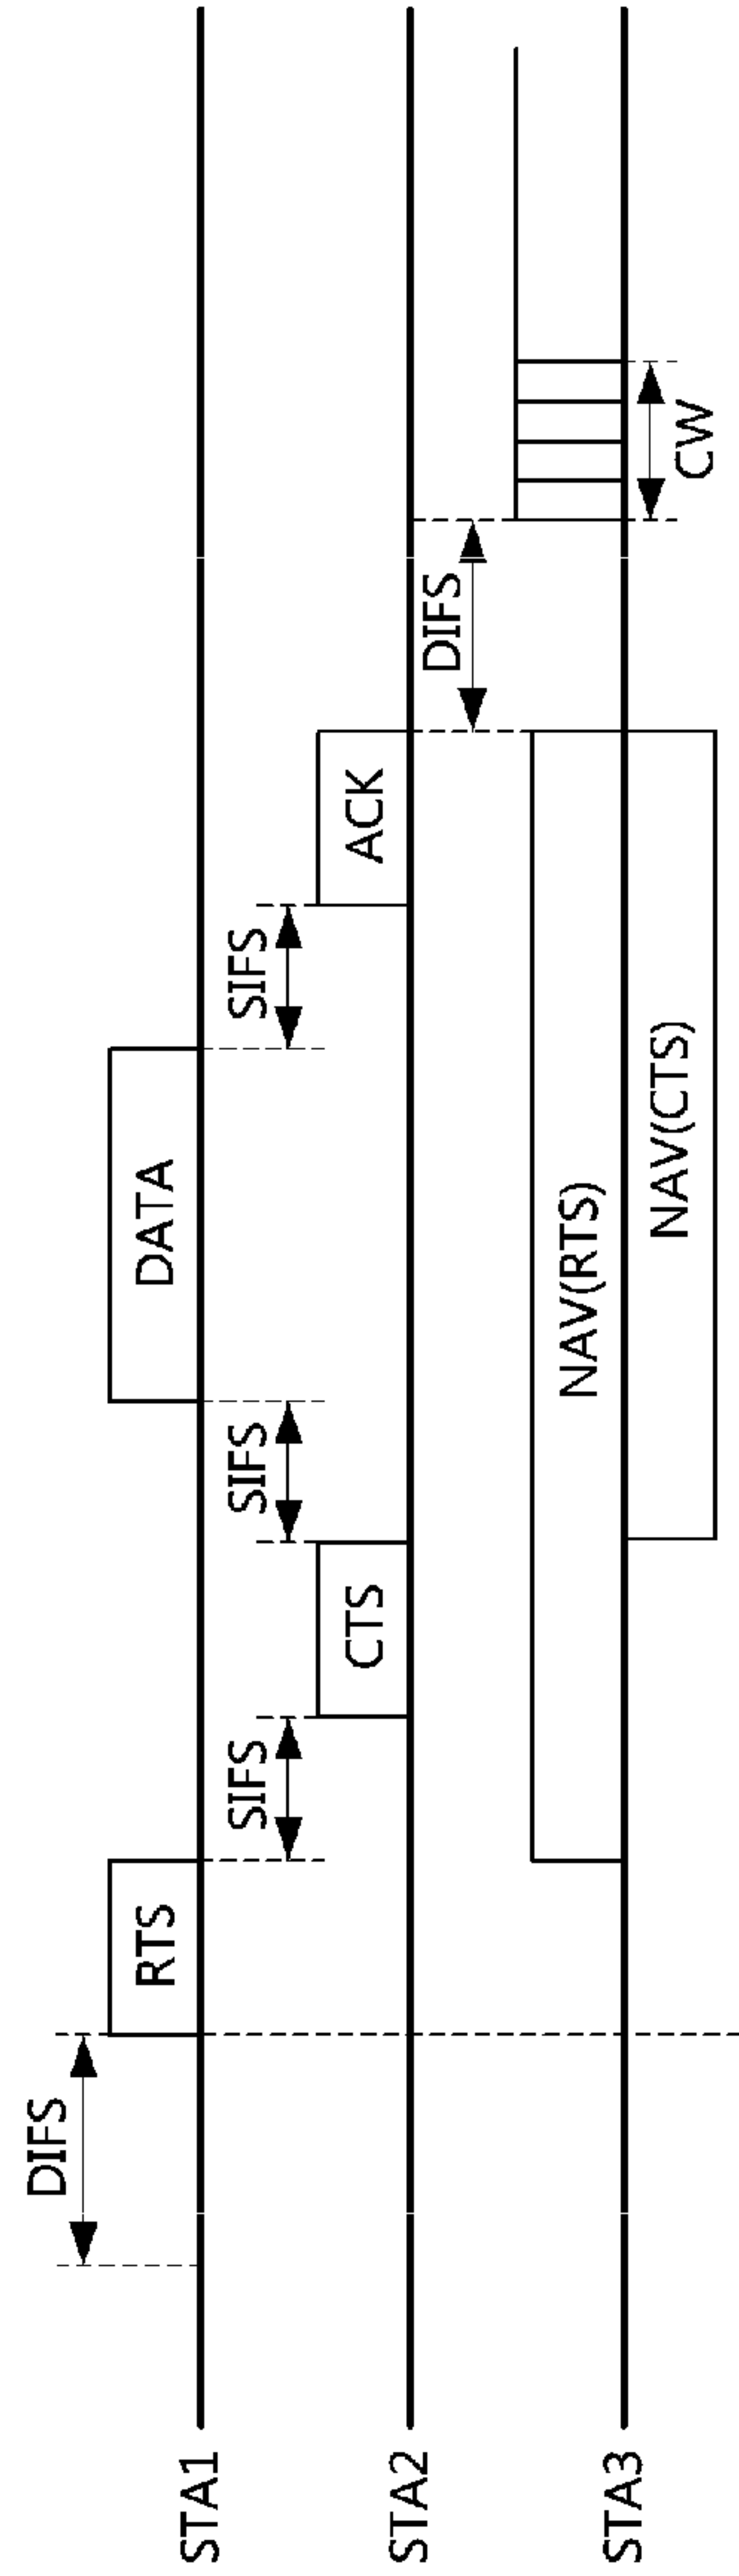 DIFS
STA1
RTS
DATA
SIFS
SIFS
SIFS
STA2
CTS
ACK
DIFS
STA3
NAV(RTS)
NAV(CTS)
CW